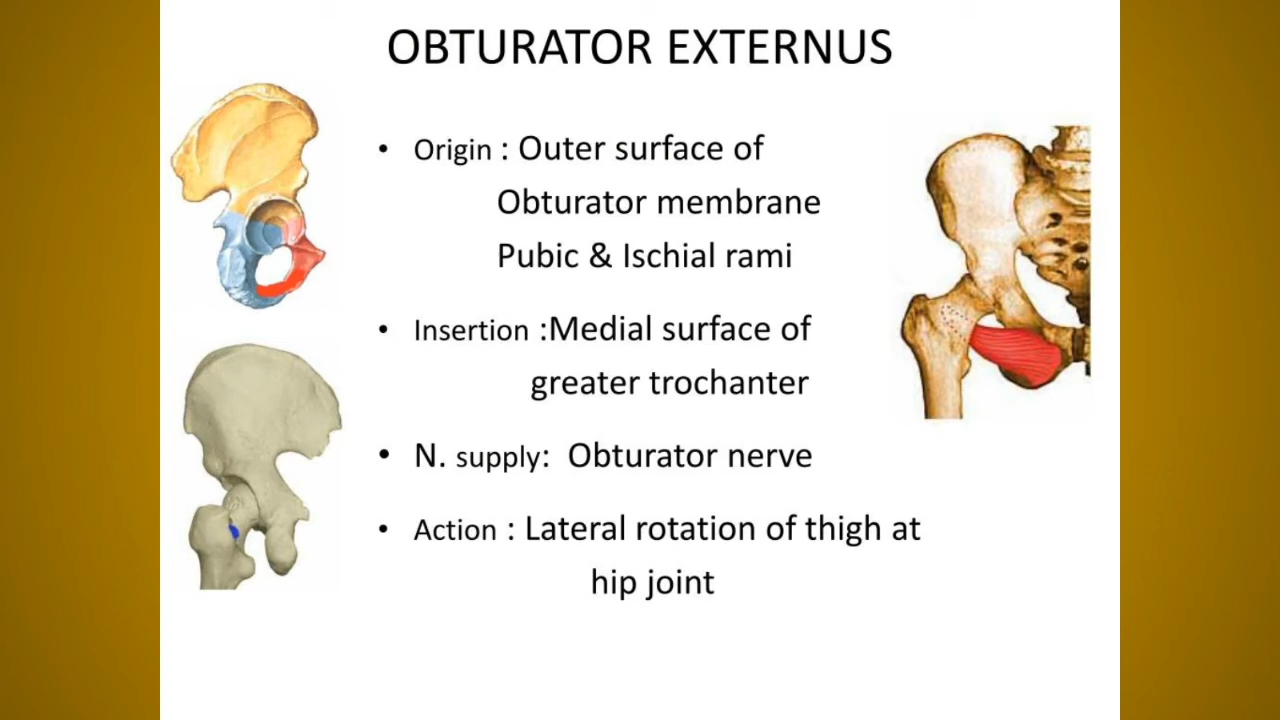 OBTURATOR EXTERNUS
• Origin : Outer surface of
Obturator membrane
Pubic & Ischial rami
• Insertion :Medial surface of
greater trochanter
• N. supply: Obturator nerve
• Action : Lateral rotation of thigh at
hip joint